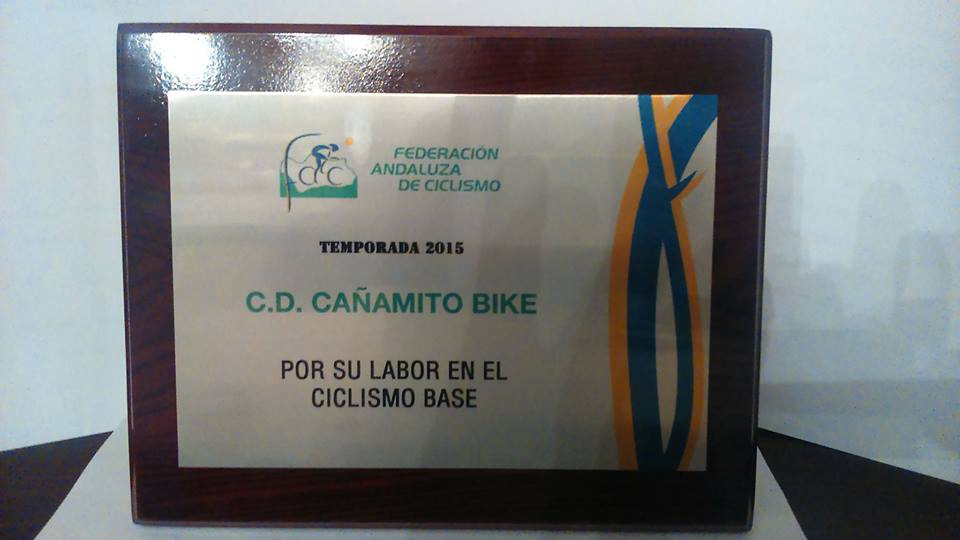 FEDERACIÓN
ANDALUZA
DE CICLISMO
TEMPORADA 2015
C.D. CAÑAMITO BIKE
POR SU LABOR EN EL
CICLISMO BASE